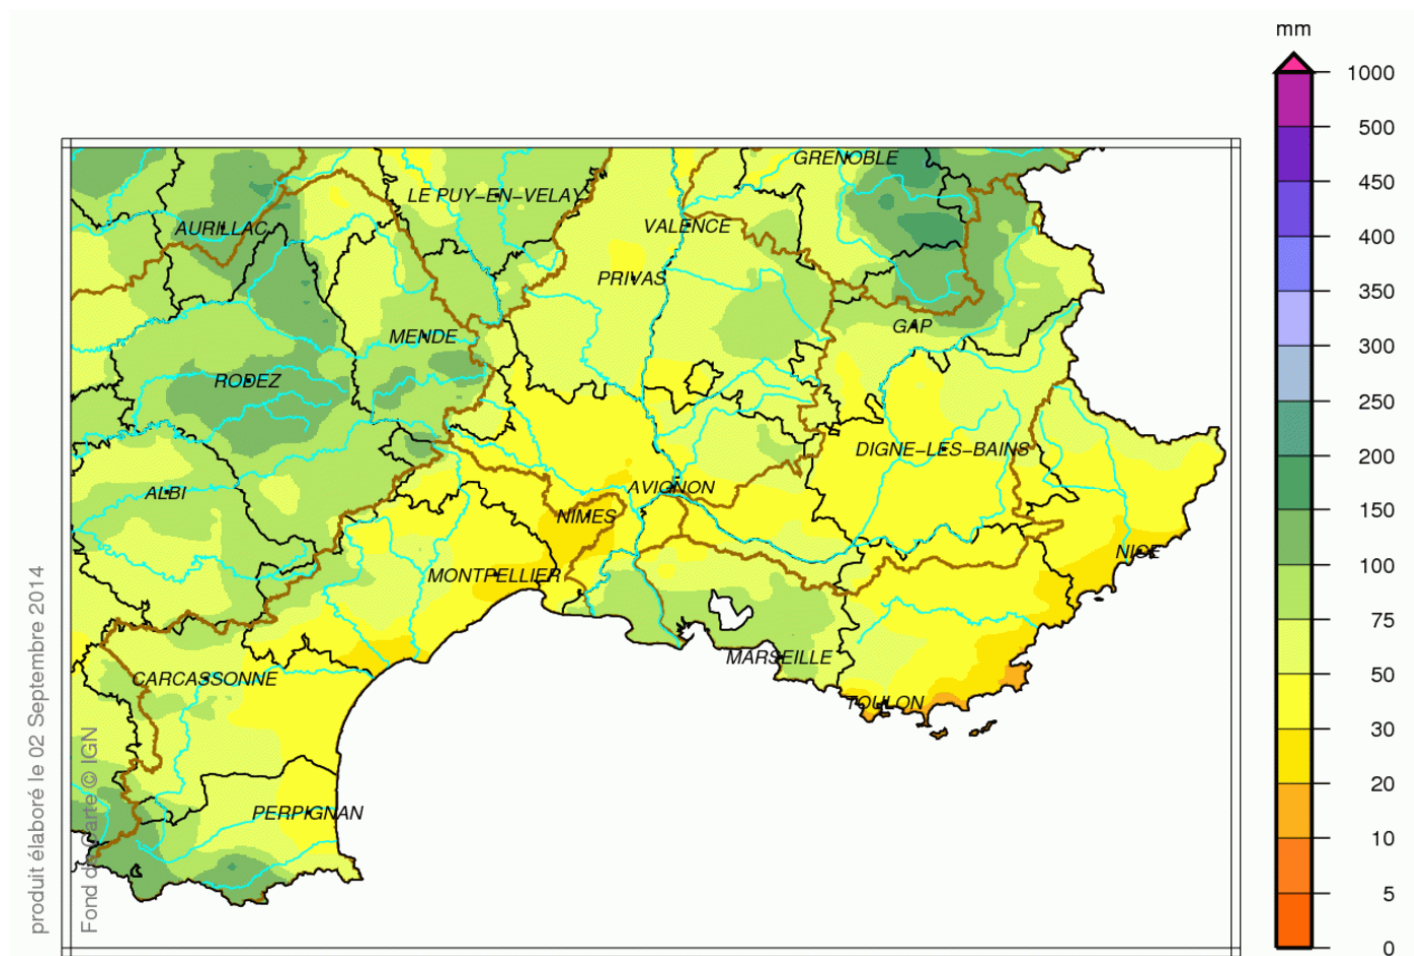 mm
1000
500
450
400
350
300
250
200
150
100
75
50
30
20
10
5
0
GRENOBLE
LE PUY-EN-VELAY
AURILLAC
VALENCE
PRIVAS
GAP
MENDE
RODEZ
DIGNE-LES-BAINS
ALBI
AVIGNON
NIMES
NICE
MONTPELLIER
MARSEILLE
CARCASSONNE
TOULON
PERPIGNAN
produit élaboré le 02 Septembre 2014
Fond de carte © IGN